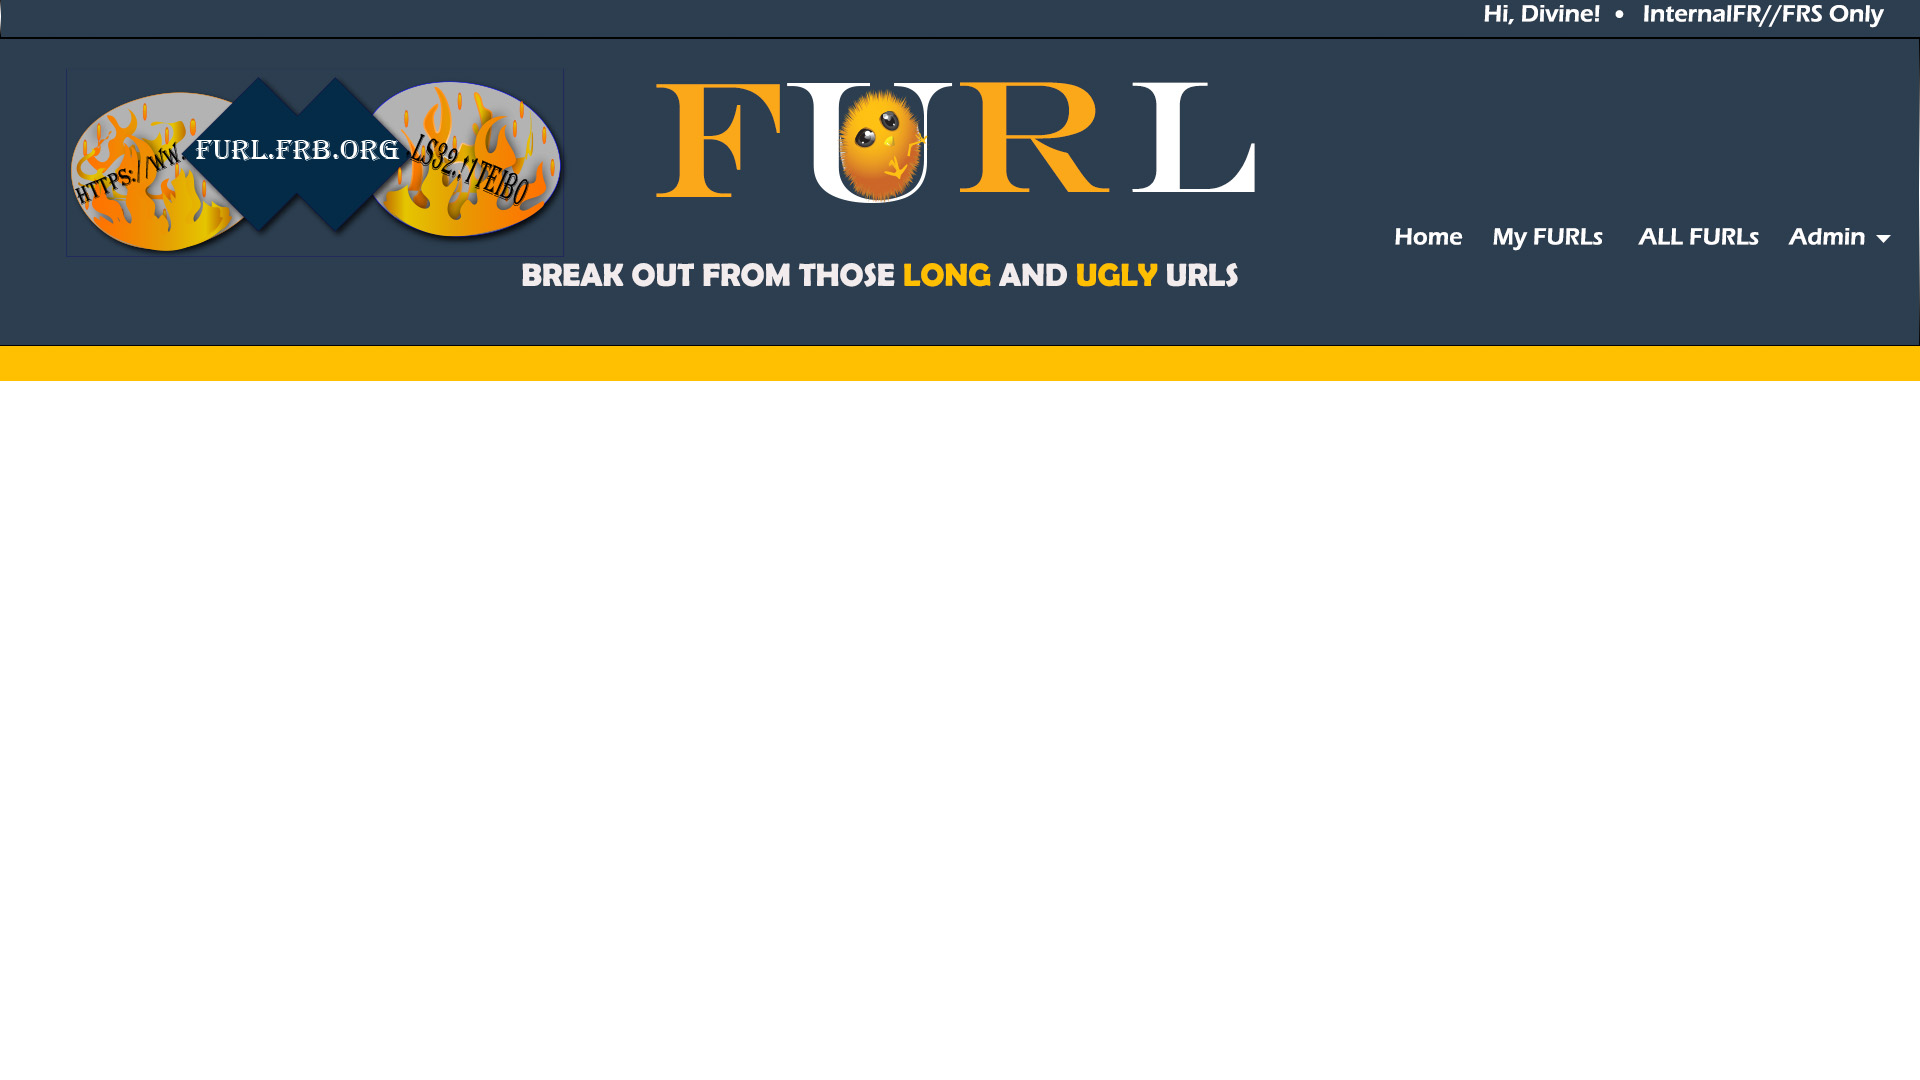 Hi, Divine! • InternalFR//FRS Only
FURL
HTTPS://WW.
FURL.FRB.ORG
LS32.11TEIBO
Home My FURLs ALL FURLs Admin
BREAK OUT FROM THOSE LONG AND UGLY URLS